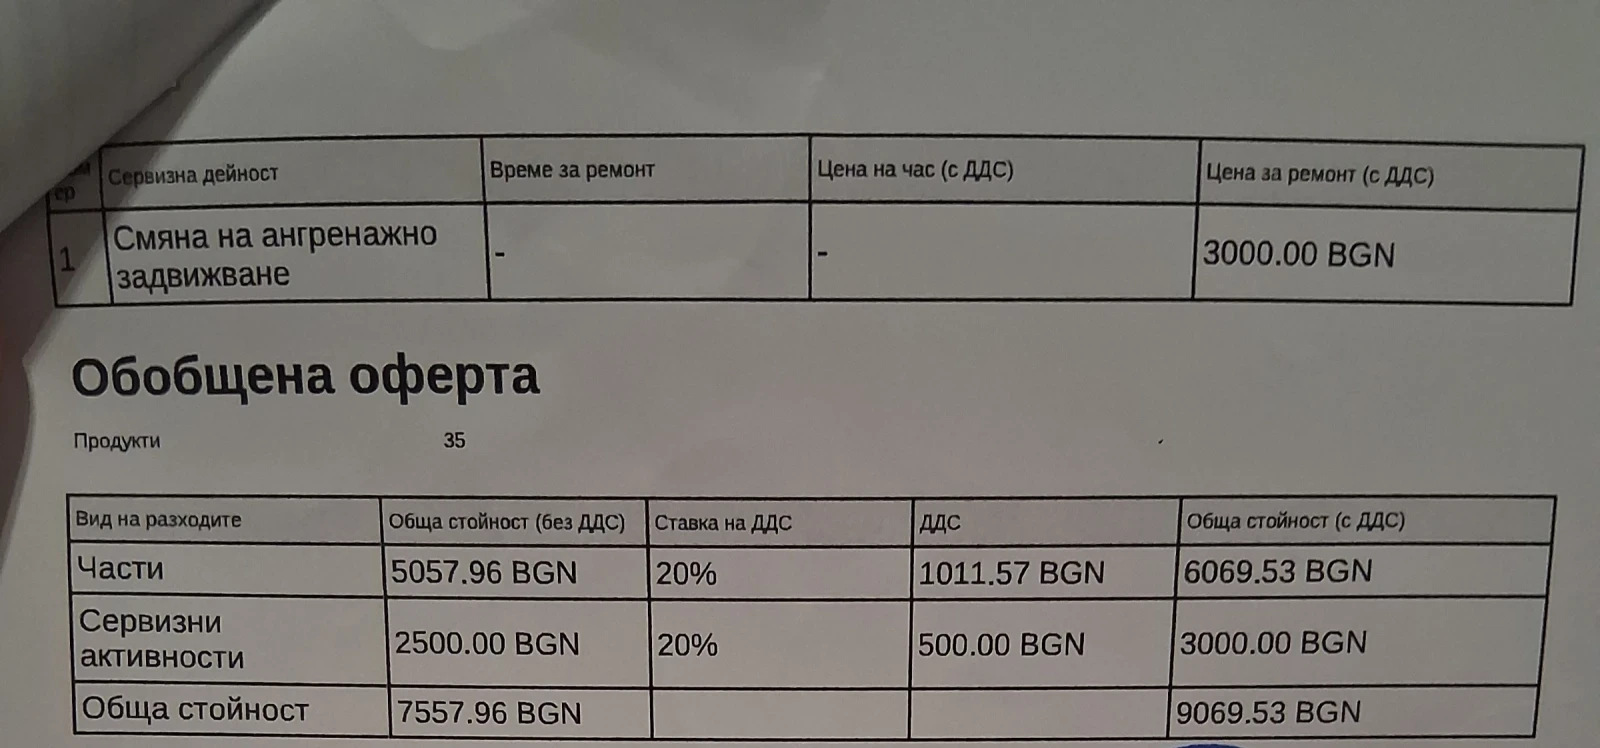 ер
Сервизна дейност
Време за ремонт
Цена на час (с ДДС)
Цена за ремонт (с ДДС)
1
Смяна на ангренажно
задвижване
-
-
3000.00 BGN
Обобщена оферта
Продукти 35
Вид на разходите
Обща стойност (без ДДС)
Ставка на ДДС
ДДС
Обща стойност (с ДДС)
Части
5057.96 BGN
20%
1011.57 BGN
6069.53 BGN
Сервизни
активности
2500.00 BGN
20%
500.00 BGN
3000.00 BGN
Обща стойност
7557.96 BGN
9069.53 BGN